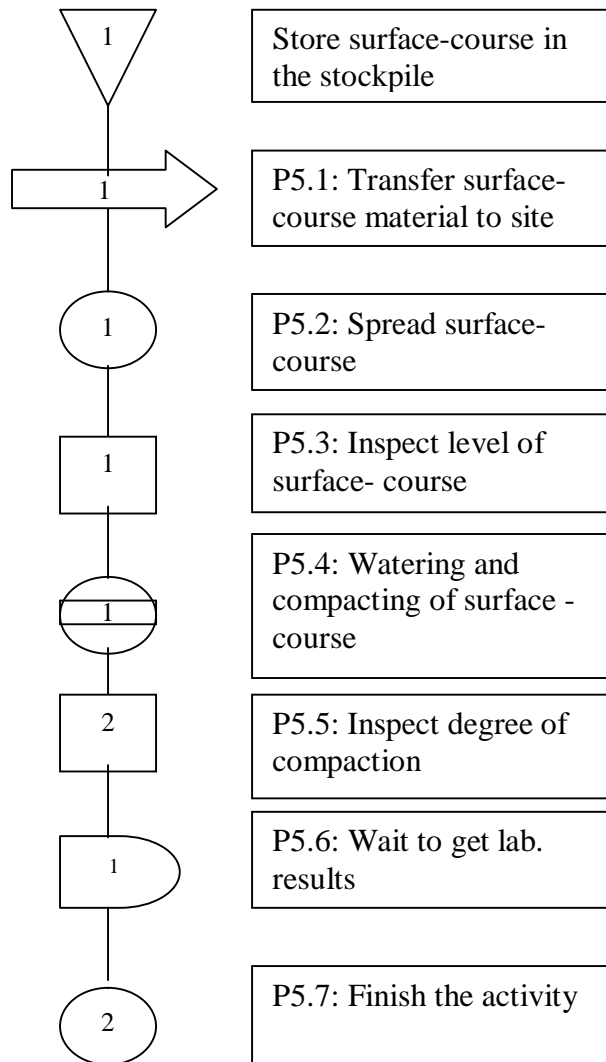 1
Store surface-course in
the stockpile
1
P5.1: Transfer surface-
course material to site
1
P5.2: Spread surface-
course
1
P5.3: Inspect level of
surface- course
1
P5.4: Watering and
compacting of surface -
course
2
P5.5: Inspect degree of
compaction
1
P5.6: Wait to get lab.
results
2
P5.7: Finish the activity